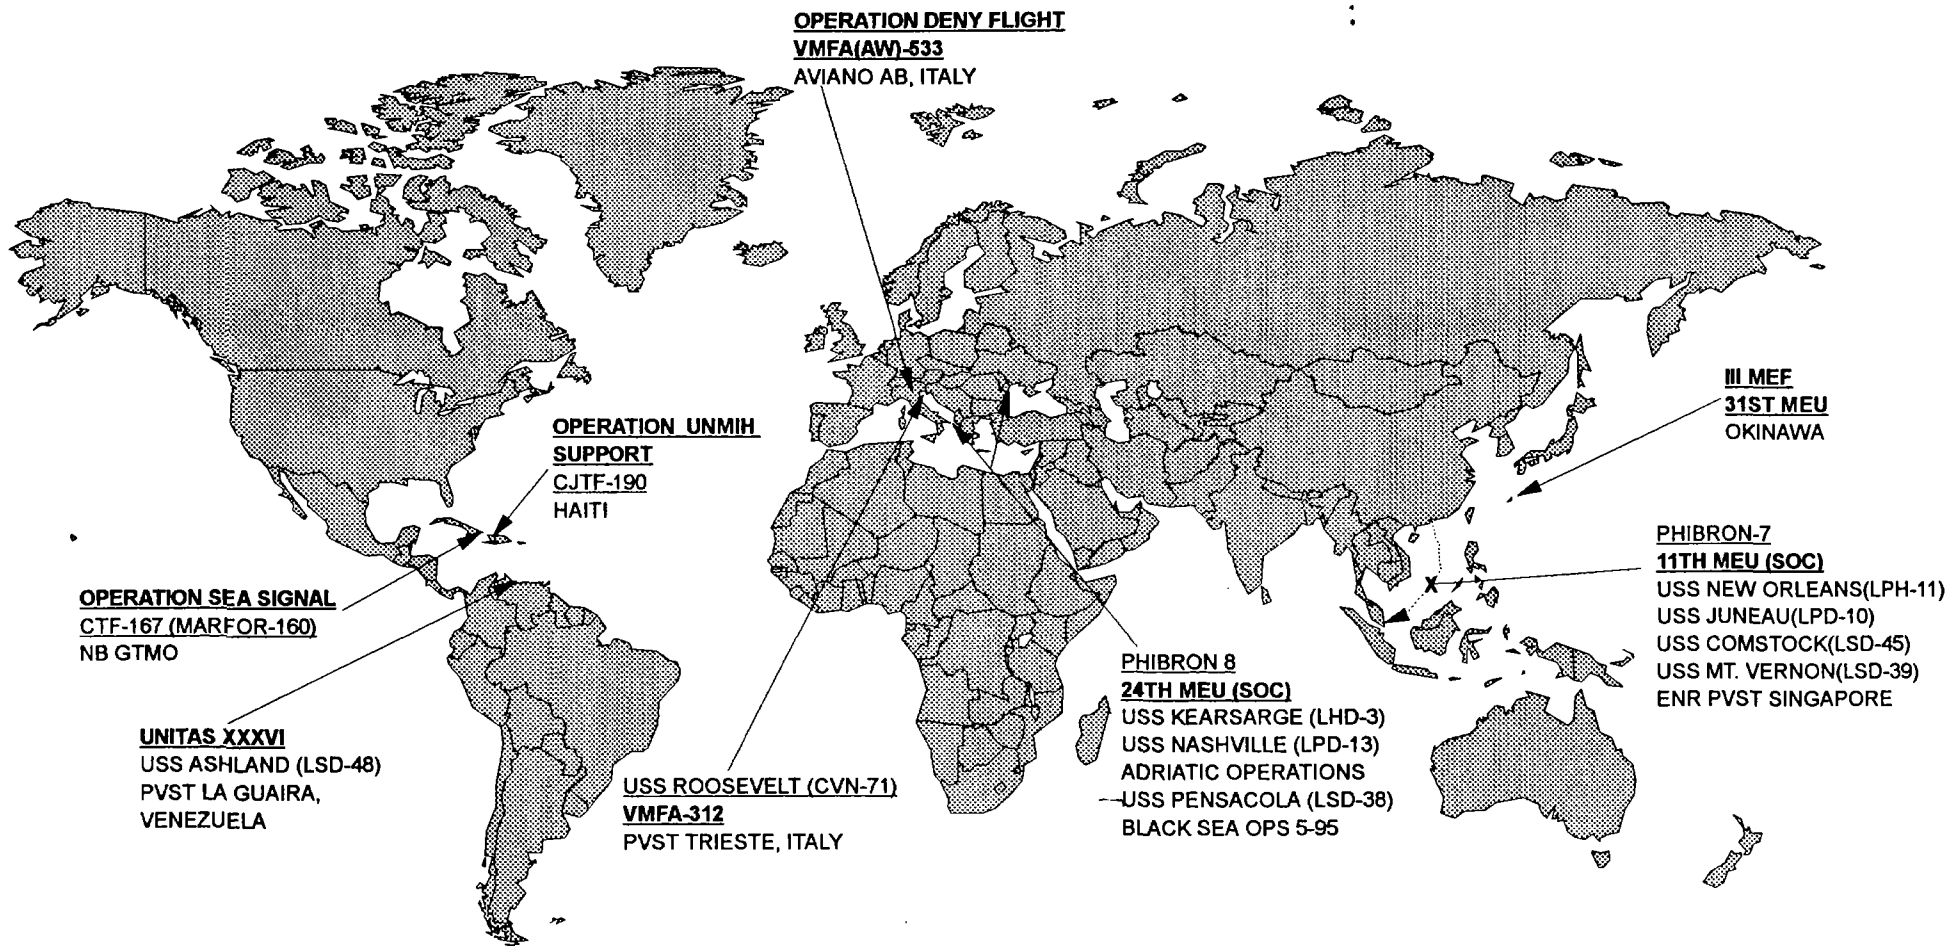 OPERATION DENY FLIGHT
VMFA(AW)-533
AVIANO AB, ITALY
OPERATION UNMIH
SUPPORT
CJTF-190
HAITI
III MEF
31ST MEU
OKINAWA
OPERATION SEA SIGNAL
CTF-167 (MARFOR-160)
NB GTMO
UNITAS XXXVI
USS ASHLAND (LSD-48)
PVST LA GUAIRA,
VENEZUELA
USS ROOSEVELT (CVN-71)
VMFA-312
PVST TRIESTE, ITALY
PHIBRON 8
24TH MEU (SOC)
USS KEARSARGE (LHD-3)
USS NASHVILLE (LPD-13)
ADRIATIC OPERATIONS
USS PENSACOLA (LSD-38)
BLACK SEA OPS 5-95
X
PHIBRON-7
11TH MEU (SOC)
USS NEW ORLEANS(LPH-11)
USS JUNEAU(LPD-10)
USS COMSTOCK(LSD-45)
USS MT. VERNON(LSD-39)
ENR PVST SINGAPORE